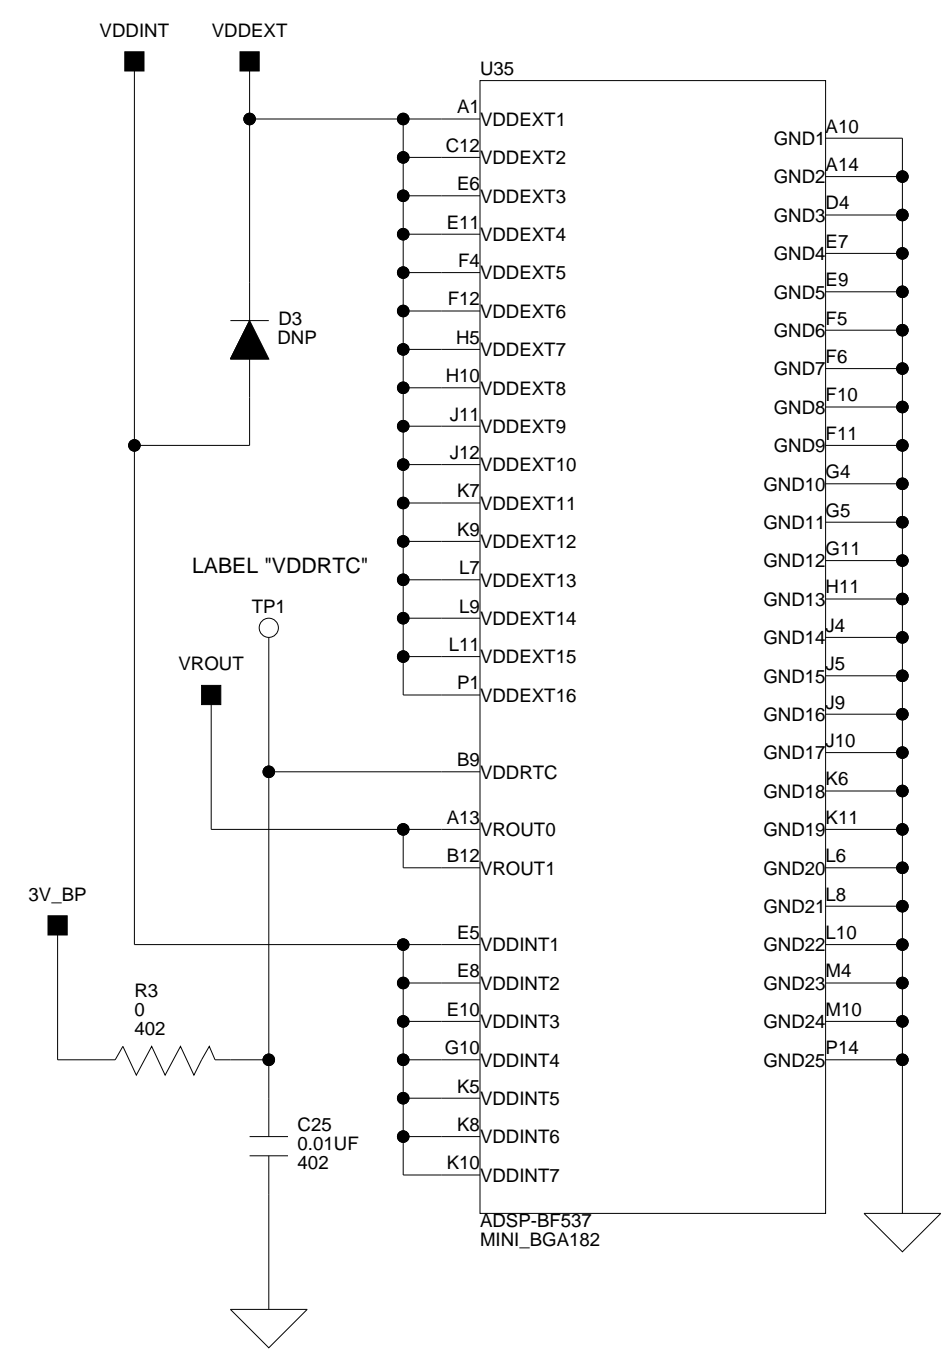 VDDINT
VDDEXT
U35
A1
VDDEXT1
C12
VDDEXT2
E6
VDDEXT3
E11
VDDEXT4
F4
VDDEXT5
F12
VDDEXT6
H5
VDDEXT7
H10
VDDEXT8
J11
VDDEXT9
J12
VDDEXT10
K7
VDDEXT11
K9
VDDEXT12
L7
VDDEXT13
L9
VDDEXT14
L11
VDDEXT15
P1
VDDEXT16
B9
VDDRTC
A13
VROUT0
B12
VROUT1
E5
VDDINT1
E8
VDDINT2
E10
VDDINT3
G10
VDDINT4
K5
VDDINT5
K8
VDDINT6
K10
VDDINT7
A10
GND1
A14
GND2
D4
GND3
E7
GND4
E9
GND5
F5
GND6
F6
GND7
F10
GND8
F11
GND9
G4
GND10
G5
GND11
G11
GND12
H11
GND13
J4
GND14
J5
GND15
J9
GND16
J10
GND17
K6
GND18
K11
GND19
L6
GND20
L8
GND21
L10
GND22
M4
GND23
M10
GND24
P14
GND25
D3
DNP
LABEL "VDDRTC"
TP1
VROUT
3V_BP
R3
0
402
C25
0.01UF
402
ADSP-BF537
MINI_BGA182